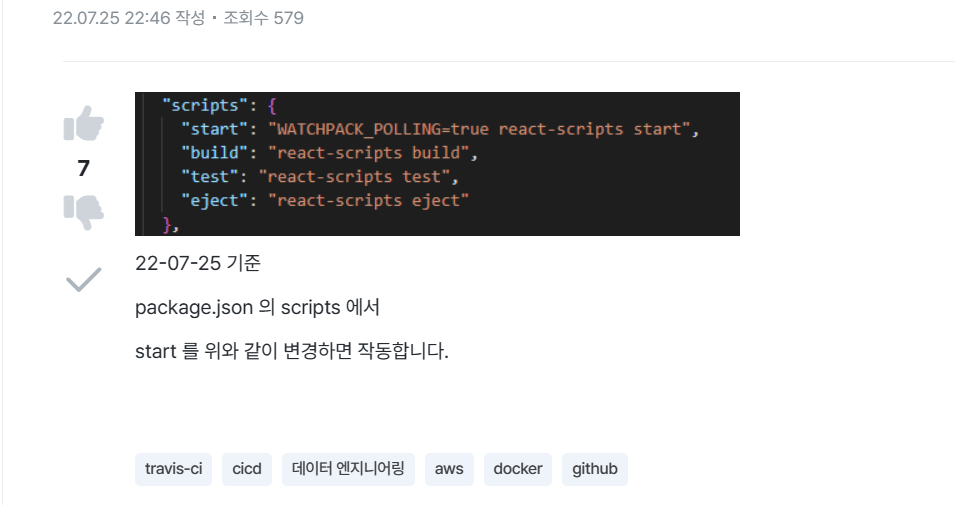 22.07.25 22:46 작성 · 조회수 579
"scripts": {
"start": "WATCHPACK_POLLING=true react-scripts start",
"build": "react-scripts build",
"test": "react-scripts test",
"eject": "react-scripts eject"
},
7
22-07-25 기준
package.json 의 scripts 에서
start 를 위와 같이 변경하면 작동합니다.
travis-ci cicd 데이터 엔지니어링 aws docker github